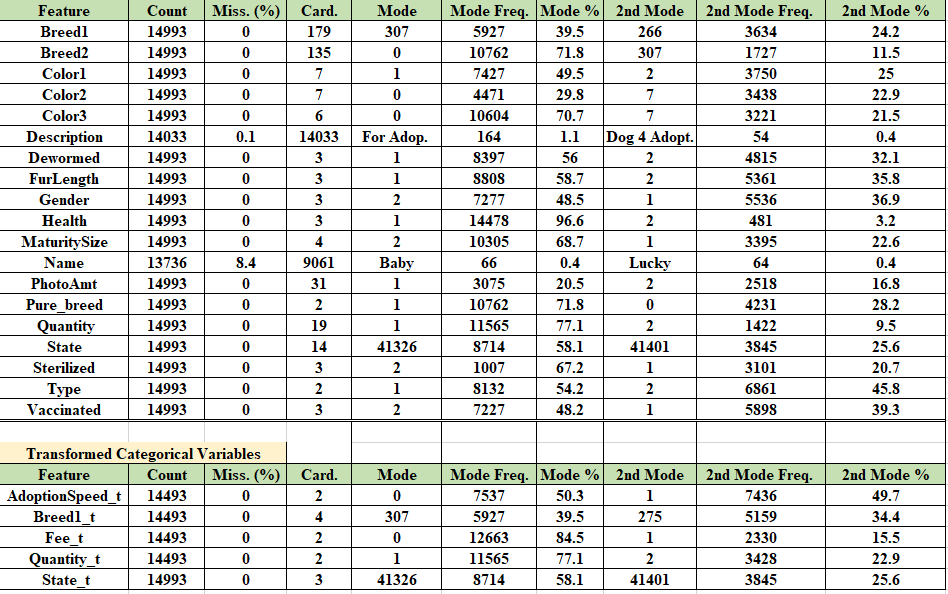 Feature Count Miss. (%) Card. Mode Mode Freq. Mode % 2nd Mode 2nd Mode Freq. 2nd Mode %
Breed1 14993 0 179 307 5927 39.5 266 3634 24.2
Breed2 14993 0 135 0 10762 71.8 307 1727 11.5
Color1 14993 0 7 1 7427 49.5 2 3750 25
Color2 14993 0 7 0 4471 29.8 7 3438 22.9
Color3 14993 0 6 0 10604 70.7 7 3221 21.5
Description 14033 0.1 14033 For Adop. 164 1.1 Dog 4 Adopt. 54 0.4
Dewormed 14993 0 3 1 8397 56 2 4815 32.1
FurLength 14993 0 3 1 8808 58.7 2 5361 35.8
Gender 14993 0 3 2 7277 48.5 1 5536 36.9
Health 14993 0 3 1 14478 96.6 2 481 3.2
MaturitySize 14993 0 4 2 10305 68.7 1 3395 22.6
Name 13736 8.4 9061 Baby 66 0.4 Lucky 64 0.4
PhotoAmt 14993 0 31 1 3075 20.5 2 2518 16.8
Pure_breed 14993 0 2 1 10762 71.8 0 4231 28.2
Quantity 14993 0 19 1 11565 77.1 2 1422 9.5
State 14993 0 14 41326 8714 58.1 41401 3845 25.6
Sterilized 14993 0 3 2 1007 67.2 1 3101 20.7
Type 14993 0 2 1 8132 54.2 2 6861 45.8
Vaccinated 14993 0 3 2 7227 48.2 1 5898 39.3
Transformed Categorical Variables
Feature Count Miss. (%) Card. Mode Mode Freq. Mode % 2nd Mode 2nd Mode Freq. 2nd Mode %
AdoptionSpeed_t 14493 0 2 0 7537 50.3 1 7436 49.7
Breed1_t 14493 0 4 307 5927 39.5 275 5159 34.4
Fee_t 14493 0 2 0 12663 84.5 1 2330 15.5
Quantity_t 14493 0 2 1 11565 77.1 2 3428 22.9
State_t 14993 0 3 41326 8714 58.1 41401 3845 25.6